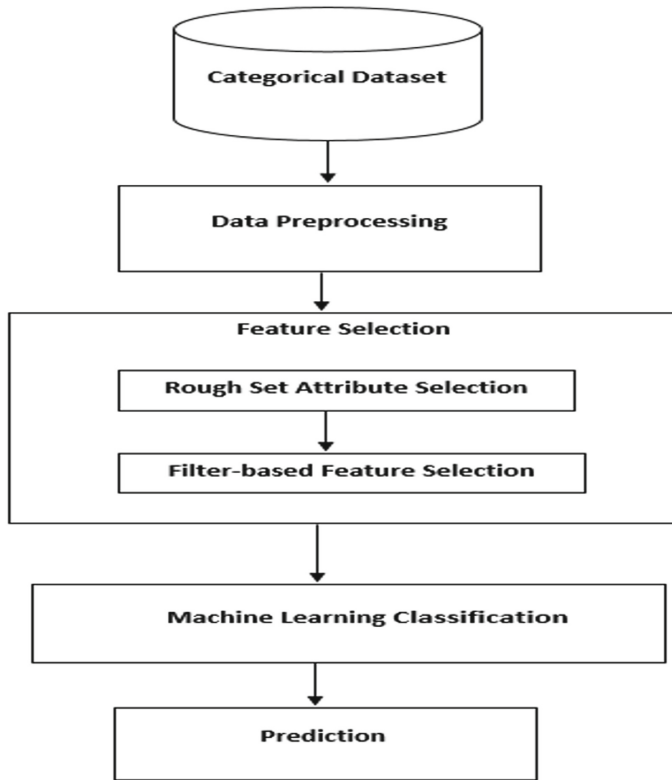 Categorical Dataset
Data Preprocessing
Feature Selection
Rough Set Attribute Selection
Filter-based Feature Selection
Machine Learning Classification
Prediction